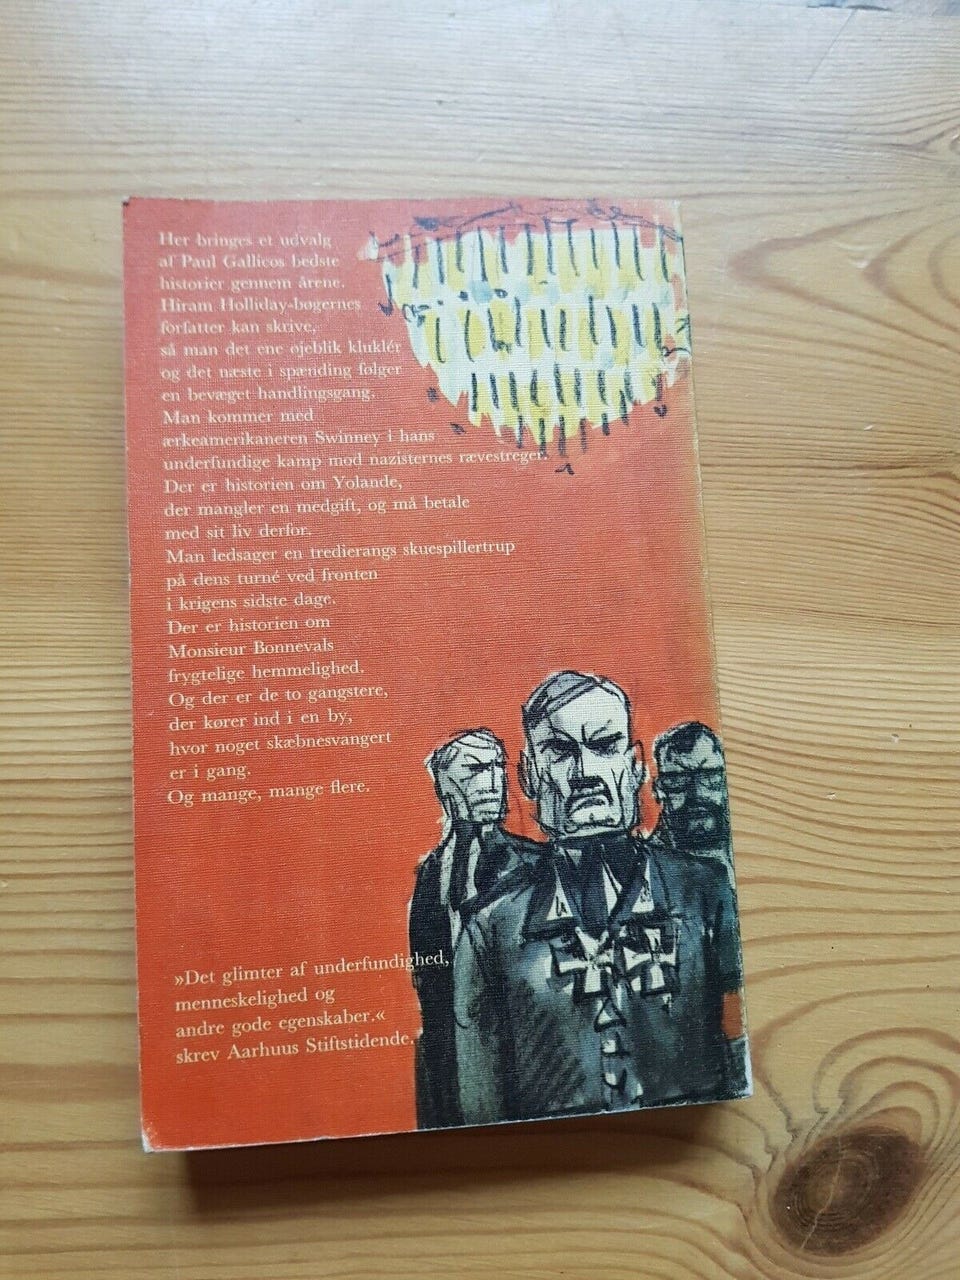 Her bringes et udvalg
af Paul Gallicos bedste
historier gennem årene.
Hiram Holliday-bøgernes
forfatter kan skrive,
så man det ene øjeblik kluklér
og det næste i spænding følger
en bevæget handlingsgang.
Man kommer med
ærkeamerikaneren Swinney i hans
underfundige kamp mod nazisternes rævestreger.
Der er historien om Yolande,
der mangler en medgift, og må betale
med sit liv derfor.
Man ledsager en tredierangs skuespillertrup
på dens turné ved fronten
i krigens sidste dage.
Der er historien om
Monsieur Bonnevals
frygtelige hemmelighed.
Og der er de to gangstere,
der kører ind i en by,
hvor noget skæbnesvangert
er i gang.
Og mange, mange flere.
»Det glimter af underfundighed,
menneskelighed og
andre gode egenskaber.«
skrev Aarhuus Stiftstidende.